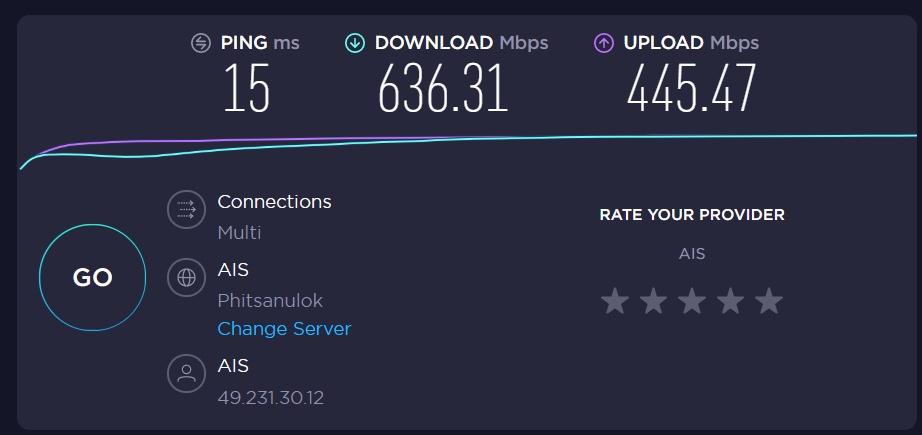 PING ms
15
DOWNLOAD Mbps
636.31
UPLOAD Mbps
445.47
GO
Connections
Multi
AIS
Phitsanulok
Change Server
AIS
49.231.30.12
RATE YOUR PROVIDER
AIS